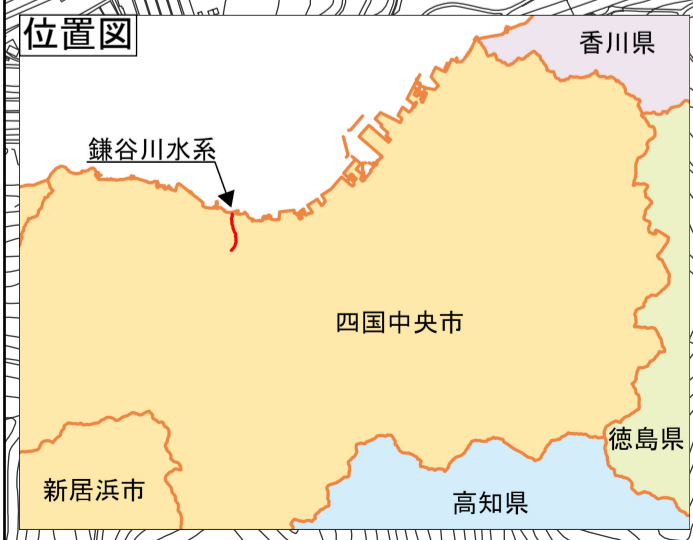 位置図
香川県
鎌谷川水系
四国中央市
徳島県
新居浜市
高知県